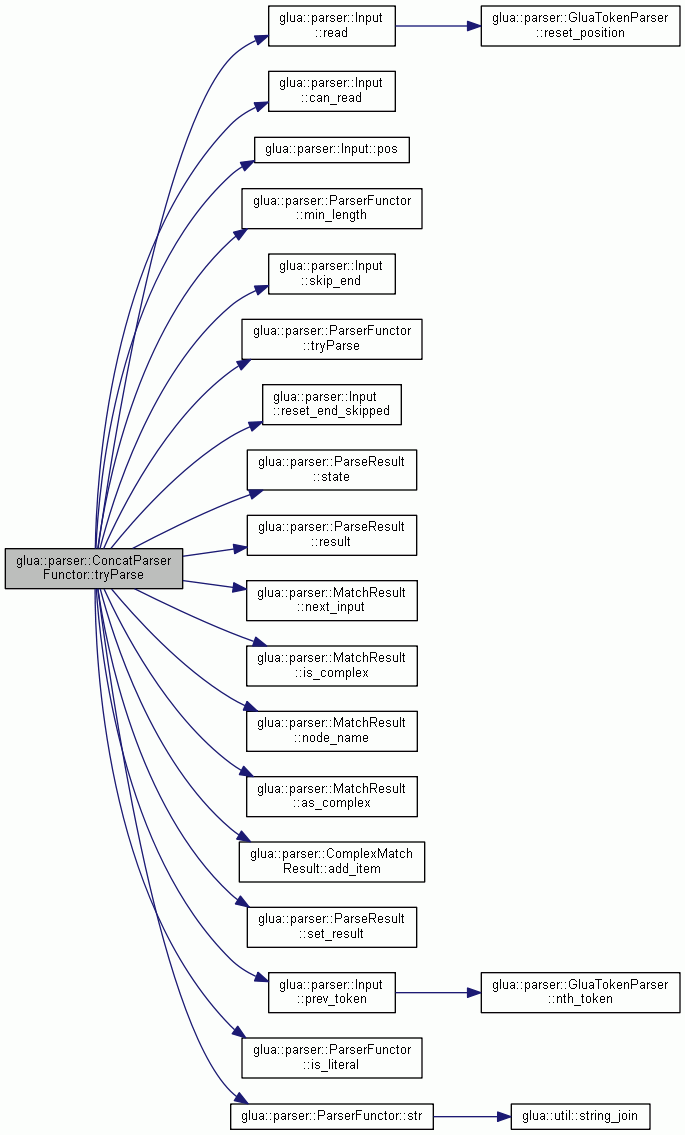 glua::parser::Input
::read
glua::parser::GluaTokenParser
::reset_position
glua::parser::Input
::can_read
glua::parser::Input::pos
glua::parser::ParserFunctor
::min_length
glua::parser::Input
::skip_end
glua::parser::ParserFunctor
::tryParse
glua::parser::Input
::reset_end_skipped
glua::parser::ParseResult
::state
glua::parser::ParseResult
::result
glua::parser::ConcatParser
Functor::tryParse
glua::parser::MatchResult
::next_input
glua::parser::MatchResult
::is_complex
glua::parser::MatchResult
::node_name
glua::parser::MatchResult
::as_complex
glua::parser::ComplexMatch
Result::add_item
glua::parser::ParseResult
::set_result
glua::parser::Input
::prev_token
glua::parser::GluaTokenParser
::nth_token
glua::parser::ParserFunctor
::is_literal
glua::parser::ParserFunctor::str
glua::util::string_join